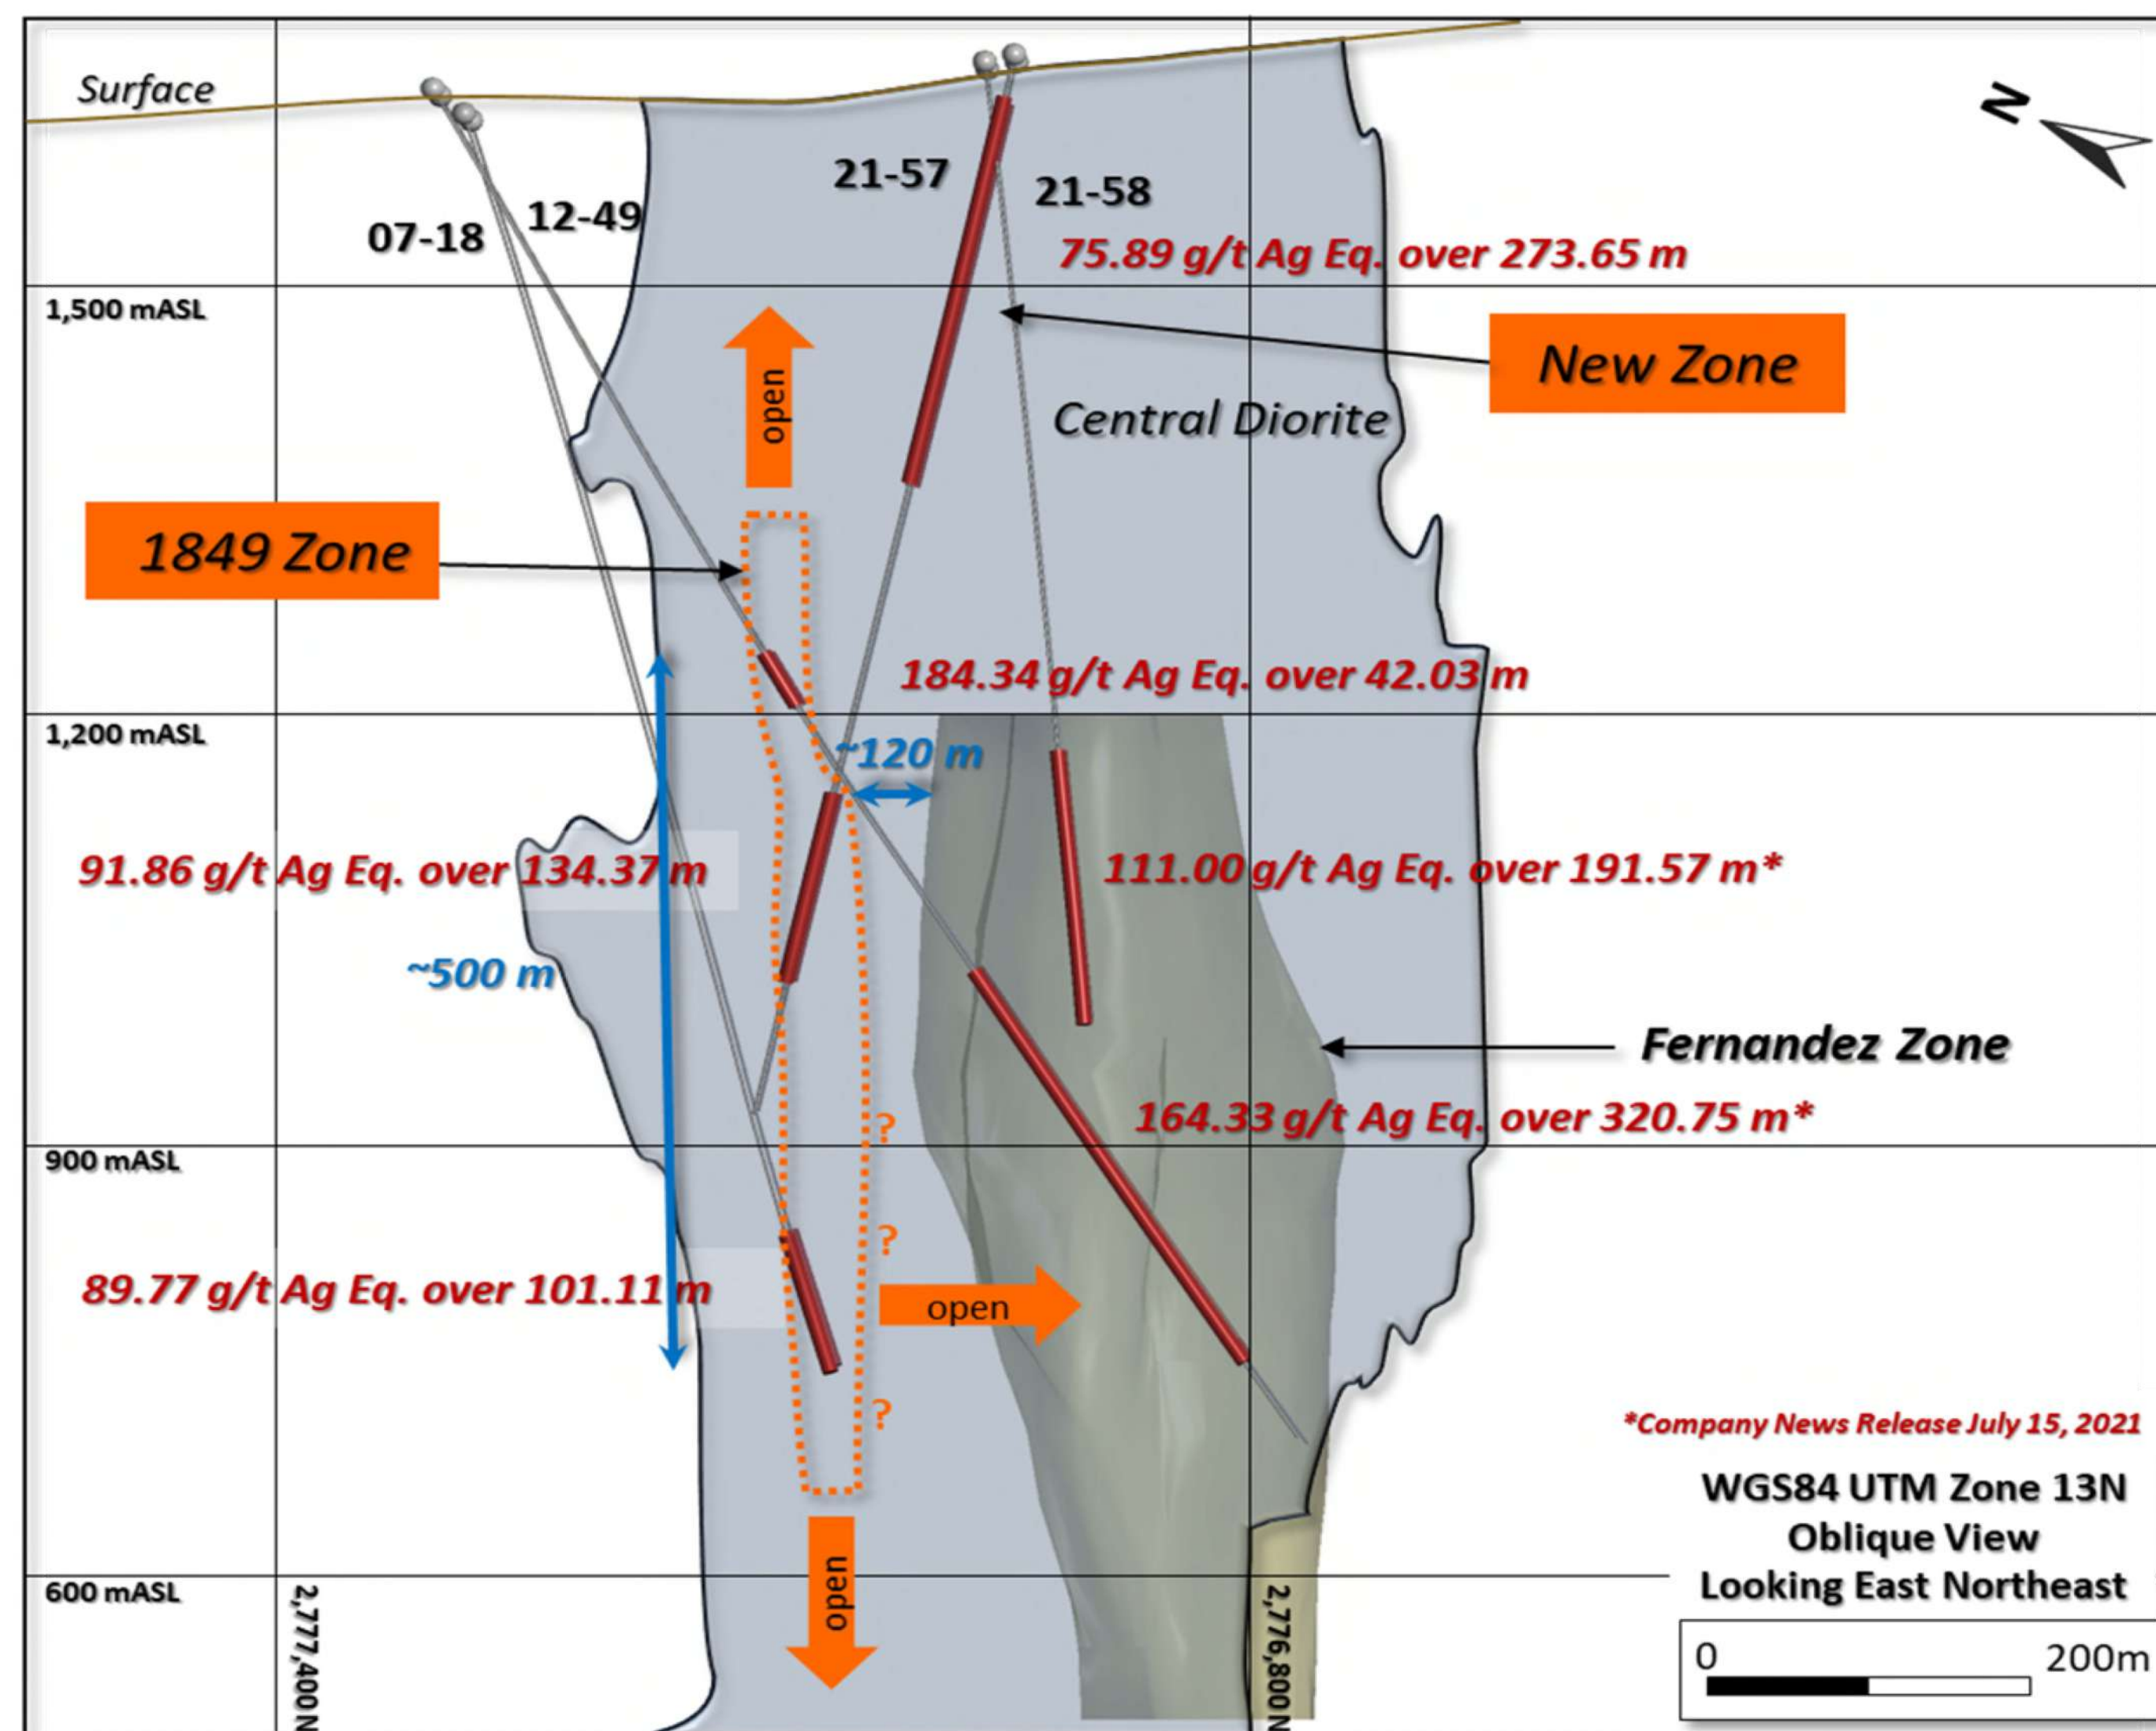 Surface
N
21-57
21-58
07-18
12-49
75.89 g/t Ag Eq. over 273.65 m
1,500 mASL
New Zone
open
Central Diorite
1849 Zone
184.34 g/t Ag Eq. over 42.03 m
1,200 mASL
~120 m
91.86 g/t Ag Eq. over 134.37 m
111.00 g/t Ag Eq. over 191.57 m*
~500 m
Fernandez Zone
164.33 g/t Ag Eq. over 320.75 m*
?
900 mASL
?
89.77 g/t Ag Eq. over 101.11 m
open
?
*Company News Release July 15, 2021
WGS84 UTM Zone 13N
Oblique View
Looking East Northeast
600 mASL
open
2,777,400 N
2,776,800 N
0
200m